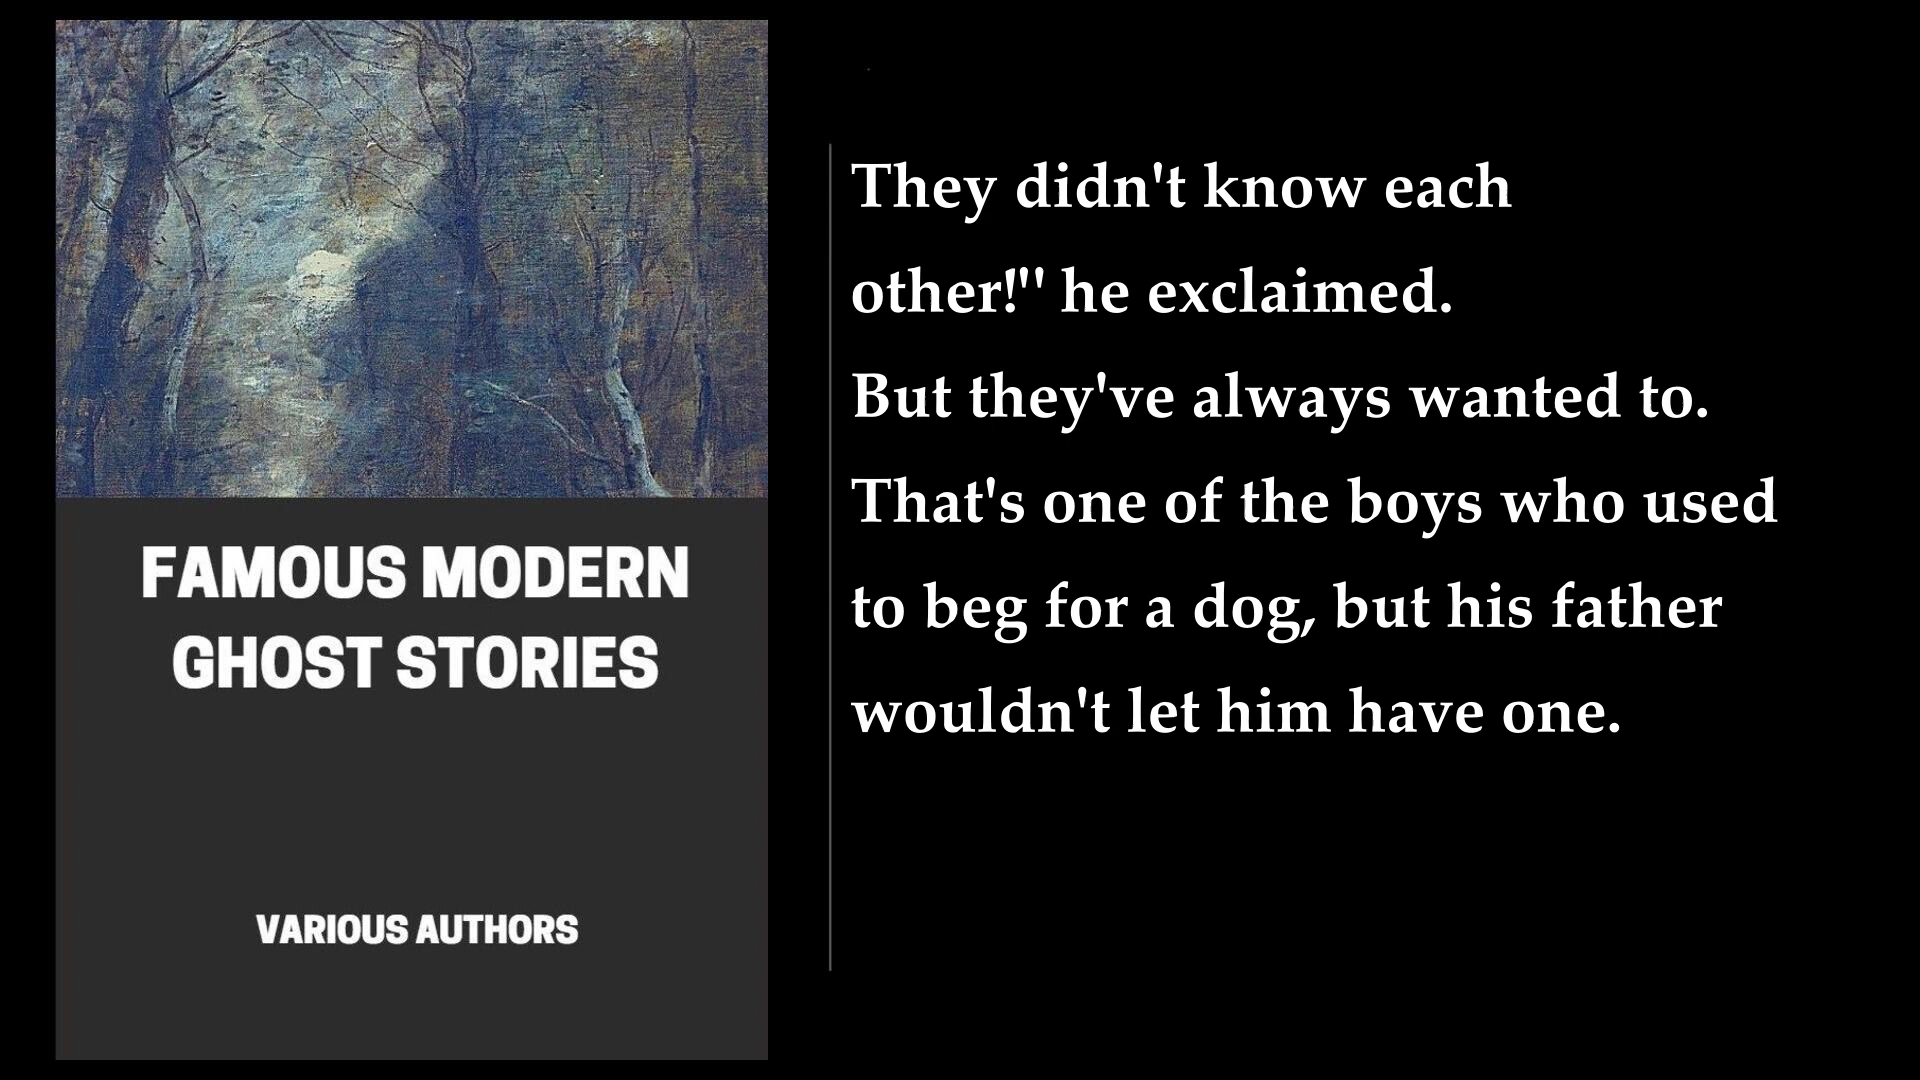 FAMOUS MODERN
GHOST STORIES
VARIOUS AUTHORS
They didn't know each
other!" he exclaimed.
But they've always wanted to.
That's one of the boys who used
to beg for a dog, but his father
wouldn't let him have one.